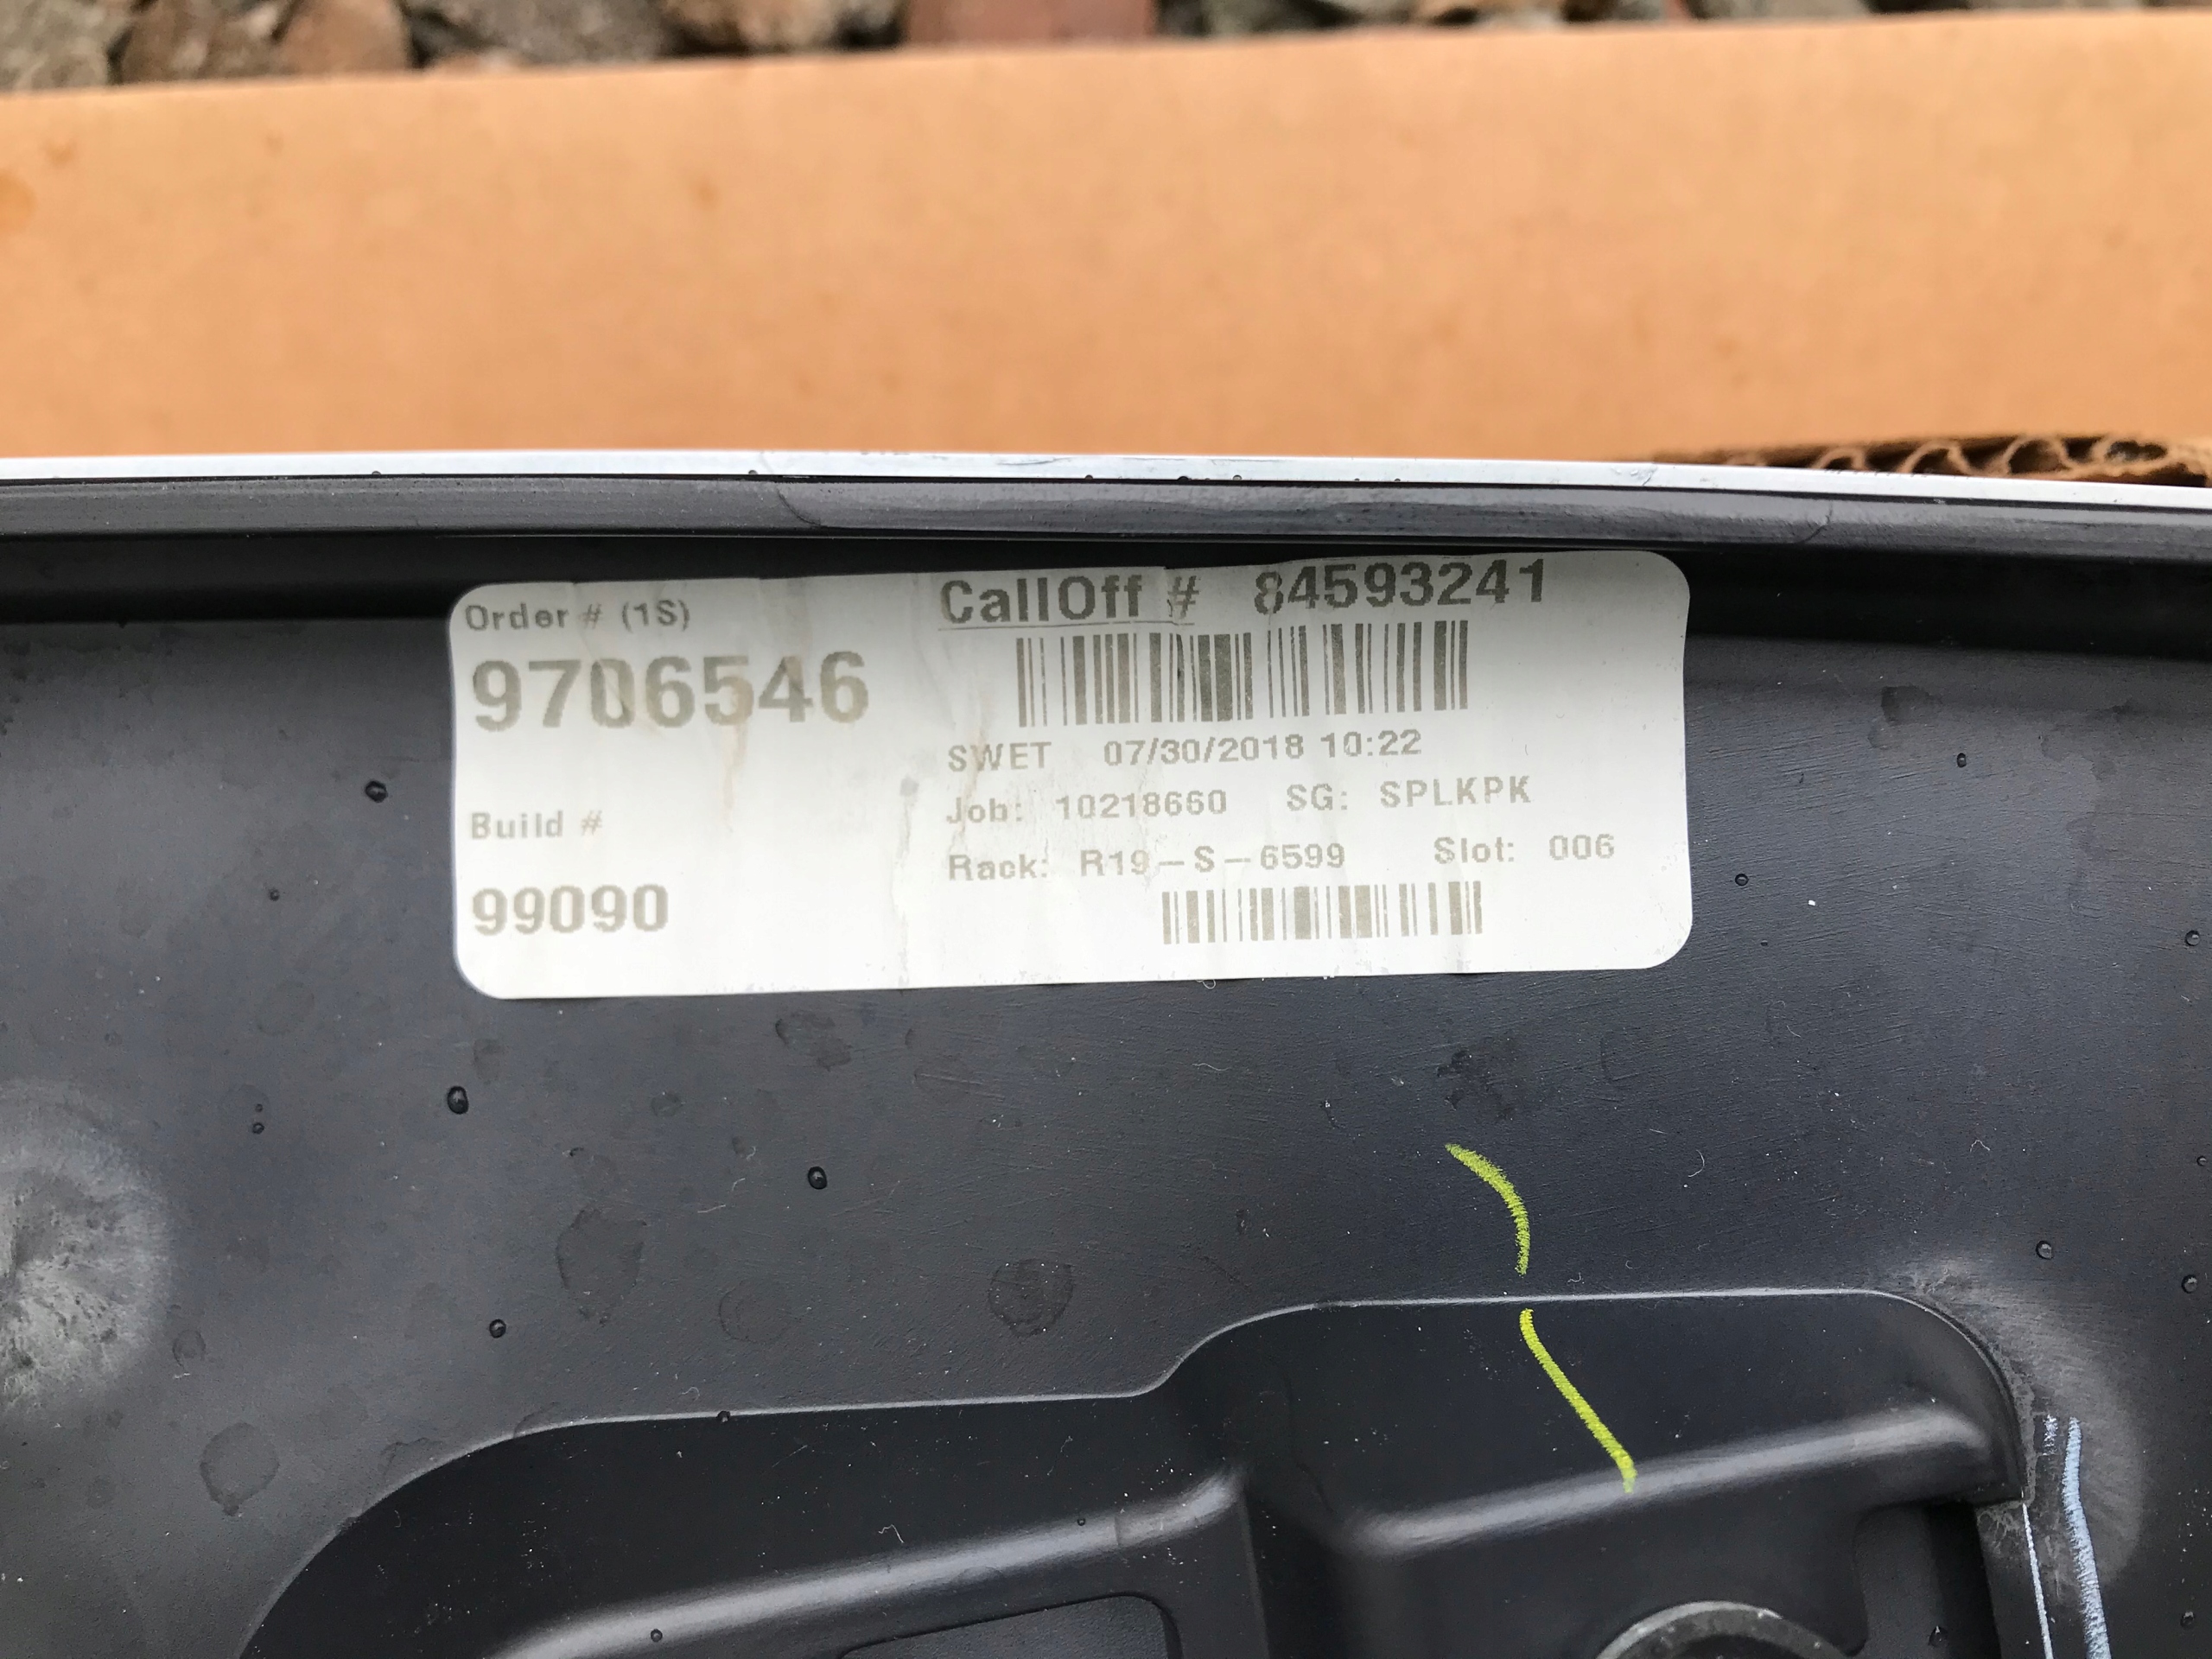 Order # (1S)
9706546
Build #
99090
CallOff # 84593241
SWET 07/30/2018 10:22
Job: 10218660 SG: SPLKPK
Rack: R19-S-6599 Slot: 006